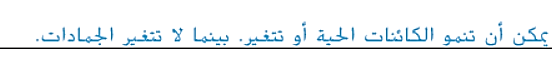 يمكن أن تنمو الكائنات الحية أو تتغير. بينما لا تتغير الجمادات.